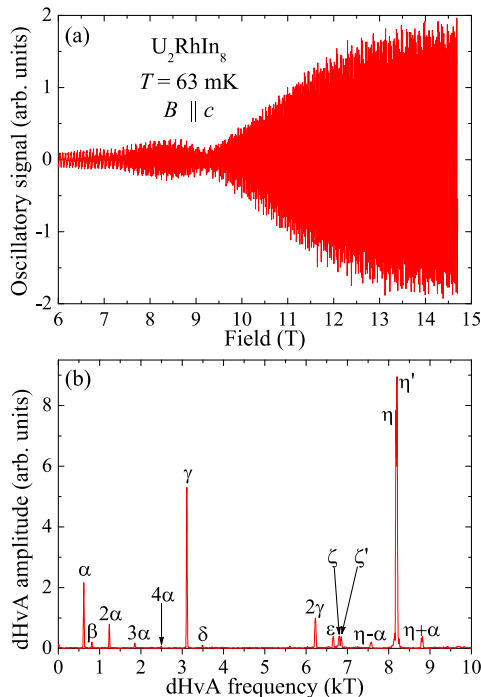 (a)
U₂RhIn₈
T = 63 mK
B || c
Oscillatory signal (arb. units)
2
1
0
-1
-2
6 7 8 9 10 11 12 13 14 15
Field (T)
(b)
dHvA amplitude (arb. units)
8
6
4
2
0
α
β
2α
3α
4α
γ
δ
2γ
ε
ζ
ζ'
η-α
η
η'
η+α
0 1 2 3 4 5 6 7 8 9 10
dHvA frequency (kT)